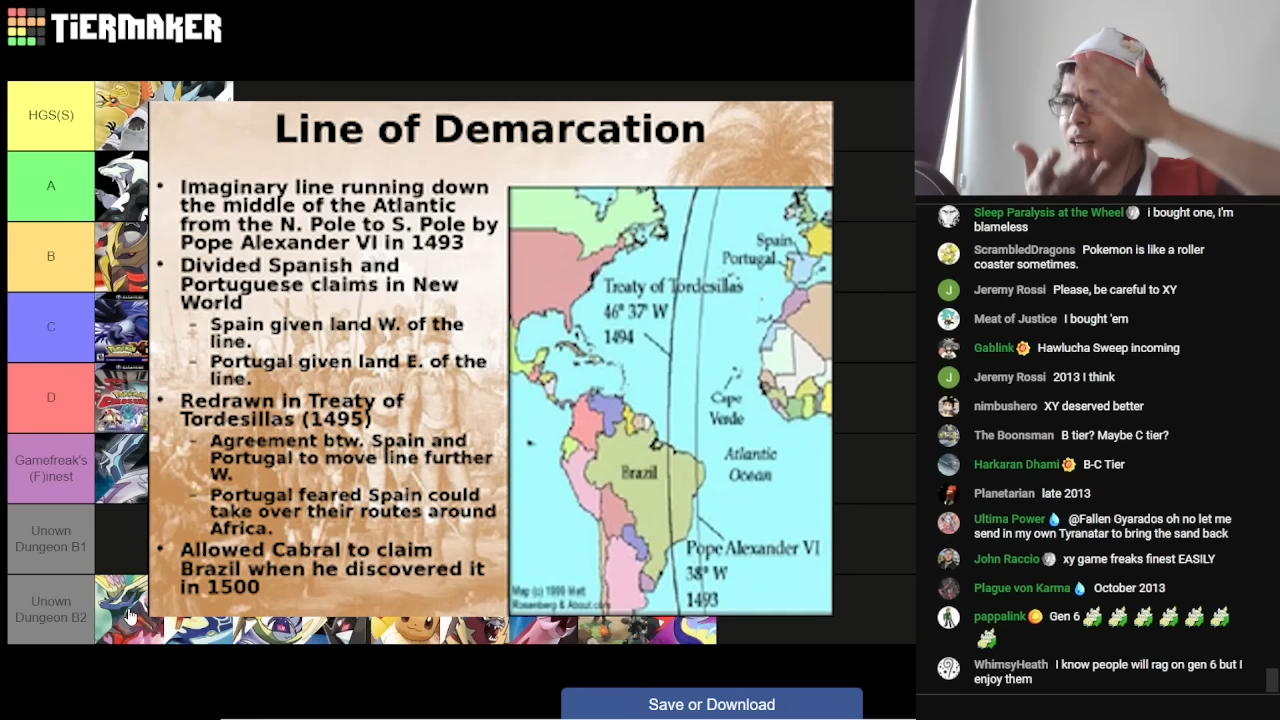 TiERMAKER
HGS(S)
A
B
C
D
Gamefreak's
(F)inest
Unown
Dungeon B1
Unown
Dungeon B2
Line of Demarcation
• Imaginary line running down
the middle of the Atlantic
from the N. Pole to S. Pole by
Pope Alexander VI in 1493
• Divided Spanish and
Portuguese claims in New
World
– Spain given land W. of the
line.
– Portugal given land E. of the
line.
• Redrawn in Treaty of
Tordesillas (1495)
– Agreement btw. Spain and
Portugal to move line further
W.
– Portugal feared Spain could
take over their routes around
Africa.
• Allowed Cabral to claim
Brazil when he discovered it
in 1500
Spain
Portugal
Treaty of Tordesillas
46° 37' W
1494
Cape
Verde
Atlantic
Ocean
Brazil
Pope Alexander VI
38° W
1493
Map (c) 1999 Matt
Rosenberg & About.com
Save or Download
Sleep Paralysis at the Wheel i bought one, I'm
blameless
ScrambledDragons Pokemon is like a roller
coaster sometimes.
J Jeremy Rossi Please, be careful to XY
Meat of Justice I bought 'em
Gablink Hawlucha Sweep incoming
J Jeremy Rossi 2013 I think
nimbushero XY deserved better
The Boonsman B tier? Maybe C tier?
Harkaran Dhami B-C Tier
Planetarian late 2013
Ultima Power @Fallen Gyarados oh no let me
send in my own Tyranatar to bring the sand back
John Raccio xy game freaks finest EASILY
Plague von Karma October 2013
pappalink Gen 6
WhimsyHeath I know people will rag on gen 6 but I
enjoy them